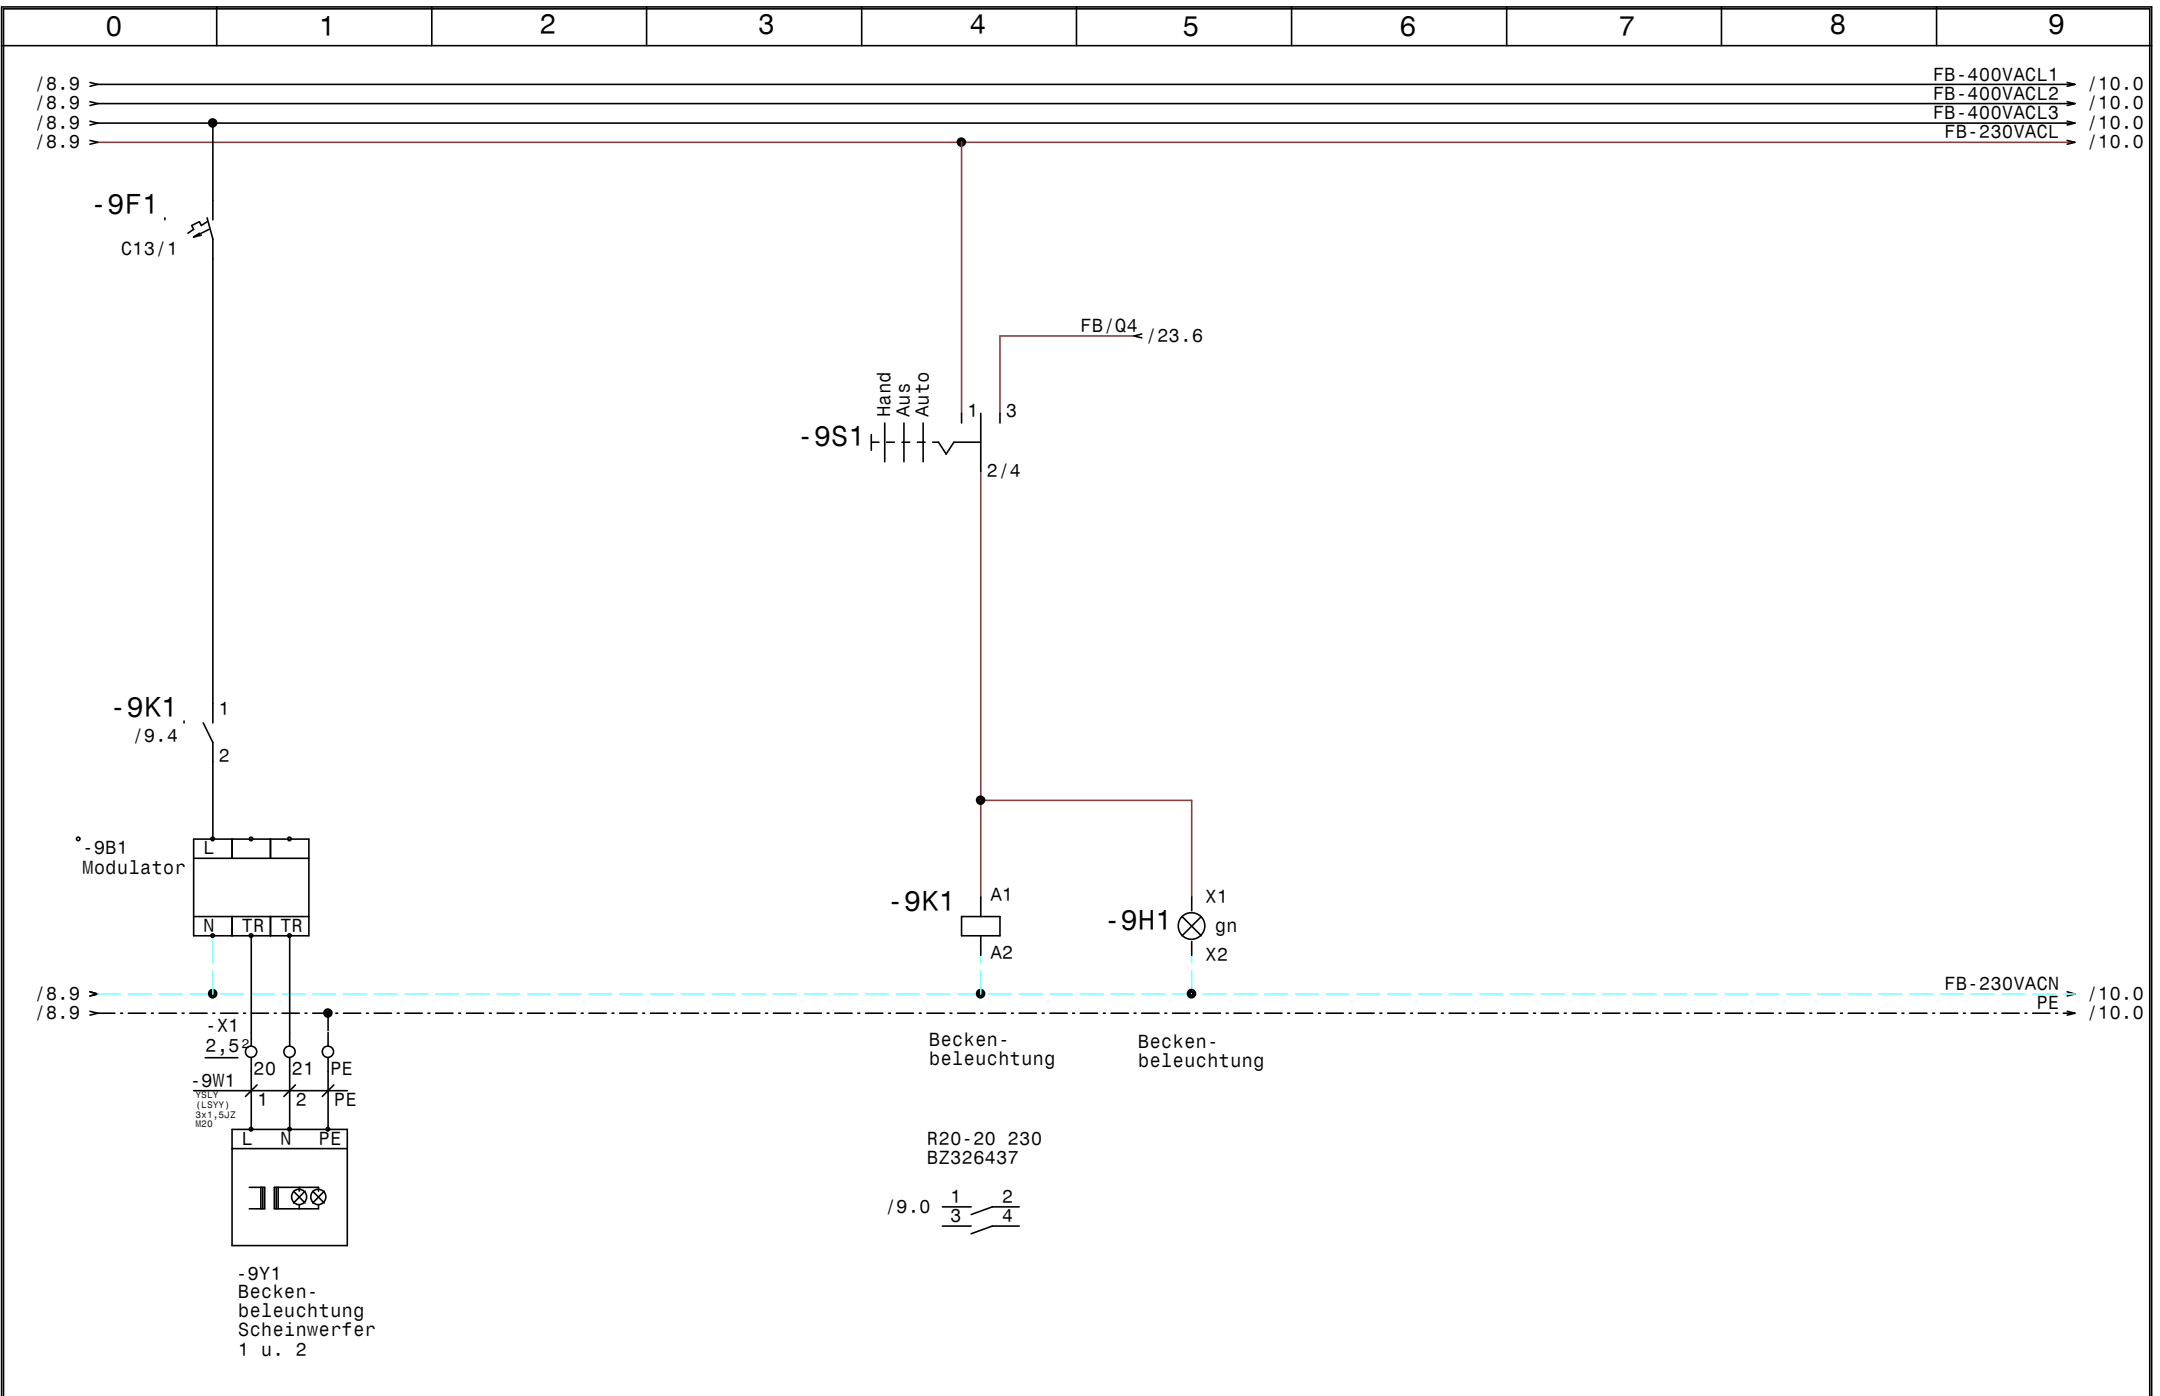 0 1 2 3 4 5 6 7 8 9
/8.9 FB-400VACL1 /10.0
/8.9 FB-400VACL2 /10.0
/8.9 FB-400VACL3 /10.0
/8.9 FB-230VACL /10.0
-9F1
C13/1
FB/Q4 /23.6
Hand
Aus
Auto
1 3
-9S1
2/4
-9K1 1
/9.4
2
-9B1
Modulator
L
N TR TR
-9K1 A1
A2
X1
-9H1 gn
X2
/8.9 FB-230VACN /10.0
/8.9 PE /10.0
-X1
2,5²
20 21 PE
-9W1
YSLY
(LSYY)
3x1,5JZ
M20
1 2 PE
L N PE
-9Y1
Becken-
beleuchtung
Scheinwerfer
1 u. 2
Becken-
beleuchtung
Becken-
beleuchtung
R20-20 230
BZ326437
/9.0 1 2
3 4